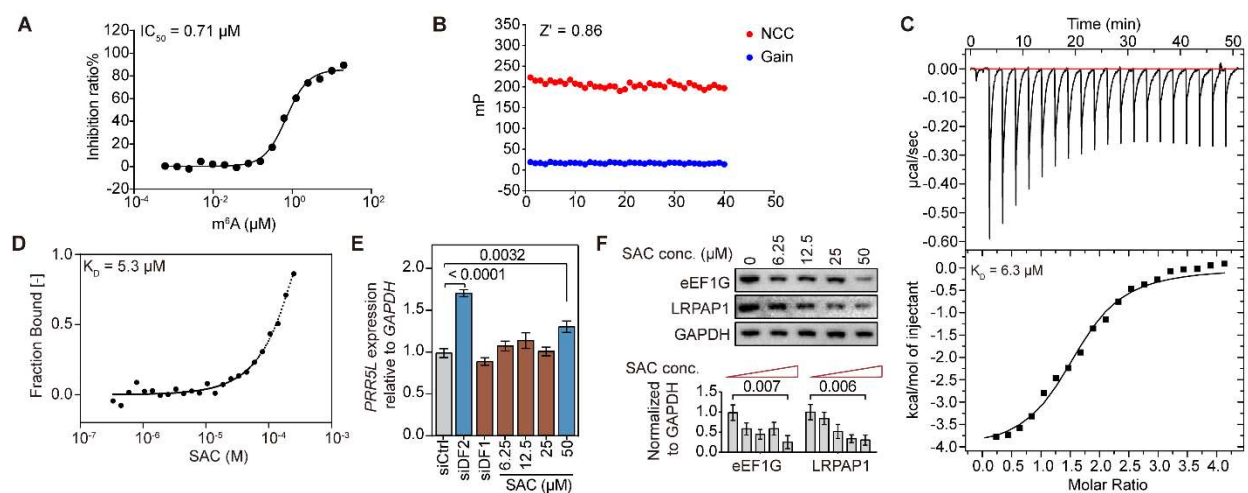 A
IC50 = 0.71 µM
Inhibition ratio%
120
100
80
60
40
20
0
-20
10⁻⁴
10⁻²
10⁰
10²
m⁶A (µM)
B
Z' = 0.86
NCC
Gain
mP
350
300
250
200
150
100
50
0
-50
0
10
20
30
40
50
C
Time (min)
0 10 20 30 40 50
0.00
-0.10
-0.20
-0.30
-0.40
-0.50
-0.60
µcal/sec
KD = 6.3 µM
0.0
-0.5
-1.0
-1.5
-2.0
-2.5
-3.0
-3.5
-4.0
kcal/mol of injectant
0.0 0.5 1.0 1.5 2.0 2.5 3.0 3.5 4.0
Molar Ratio
D
KD = 5.3 µM
Fraction Bound [-]
1.0
0.5
0.0
10⁻⁷
10⁻⁶
10⁻⁵
10⁻⁴
10⁻³
SAC (M)
E
0.0032
< 0.0001
PRR5L expression
relative to GAPDH
2.0
1.5
1.0
0.5
0.0
siCtrl
siDF2
siDF1
6.25
12.5
25
50
SAC (µM)
F
SAC conc. (µM)
0
6.25
12.5
25
50
eEF1G
LRPAP1
GAPDH
SAC conc.
0.007
0.006
Normalized
to GAPDH
1.5
1.0
0.5
0.0
eEF1G
LRPAP1